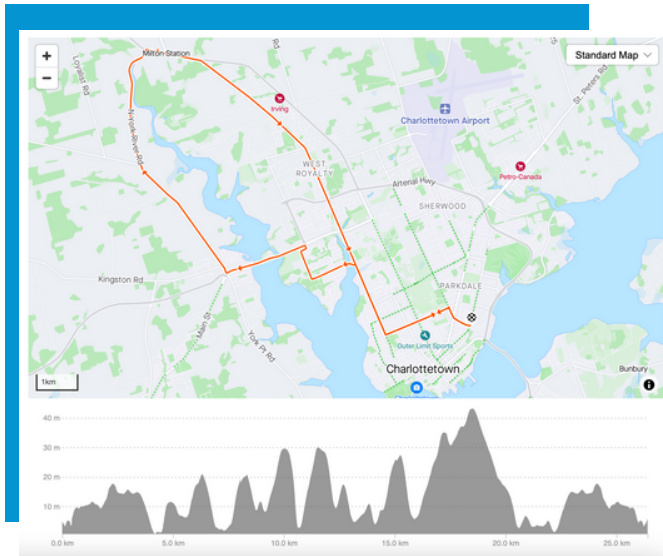 +
−
Standard Map
Milton Station
Rd
Loyalist Rd
Irving
St. Peters Rd
Charlottetown Airport
N York River Rd
WEST
ROYALTY
Petro-Canada
Arterial Hwy
SHERWOOD
Kingston Rd
PARKDALE
Main St
York Pt Rd
Outer Limit Sports
Charlottetown
Bunbury
1km
i
40 m
30 m
20 m
10 m
0.0 km
5.0 km
10.0 km
15.0 km
20.0 km
25.0 km